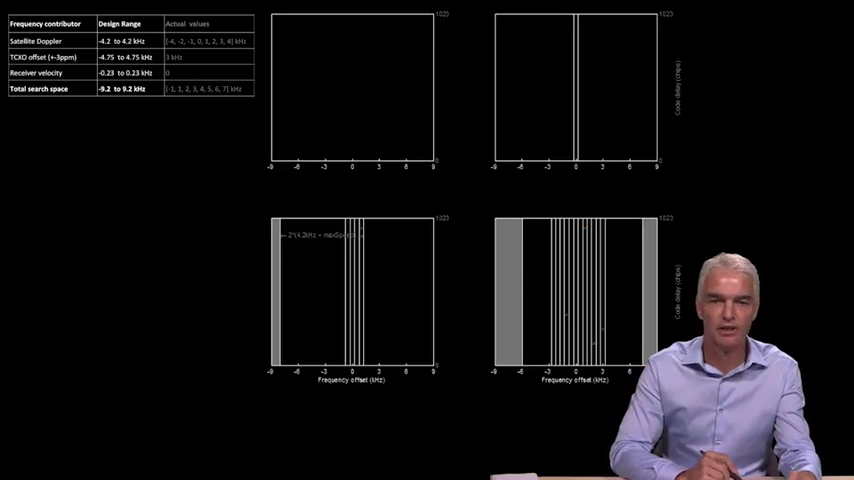 Frequency contributor Design Range Actual values
Satellite Doppler -4.2 to 4.2 kHz [-4, -2, -1, 0, 1, 2, 3, 4] kHz
TCXO offset (+-3ppm) -4.75 to 4.75 kHz 3 kHz
Receiver velocity -0.23 to 0.23 kHz 0
Total search space -9.2 to 9.2 kHz [-1, 1, 2, 3, 4, 5, 6, 7] kHz
1023
0
-9 -6 -3 0 3 6 9
1023
Code delay (chips)
0
-9 -6 -3 0 3 6 9
1023
2*(4.2kHz +
0
-9 -6 -3 0 3 6 9
Frequency offset (kHz)
1023
Code delay (chips)
-9 -6 -3 0 3 6
Frequency offset (kHz)